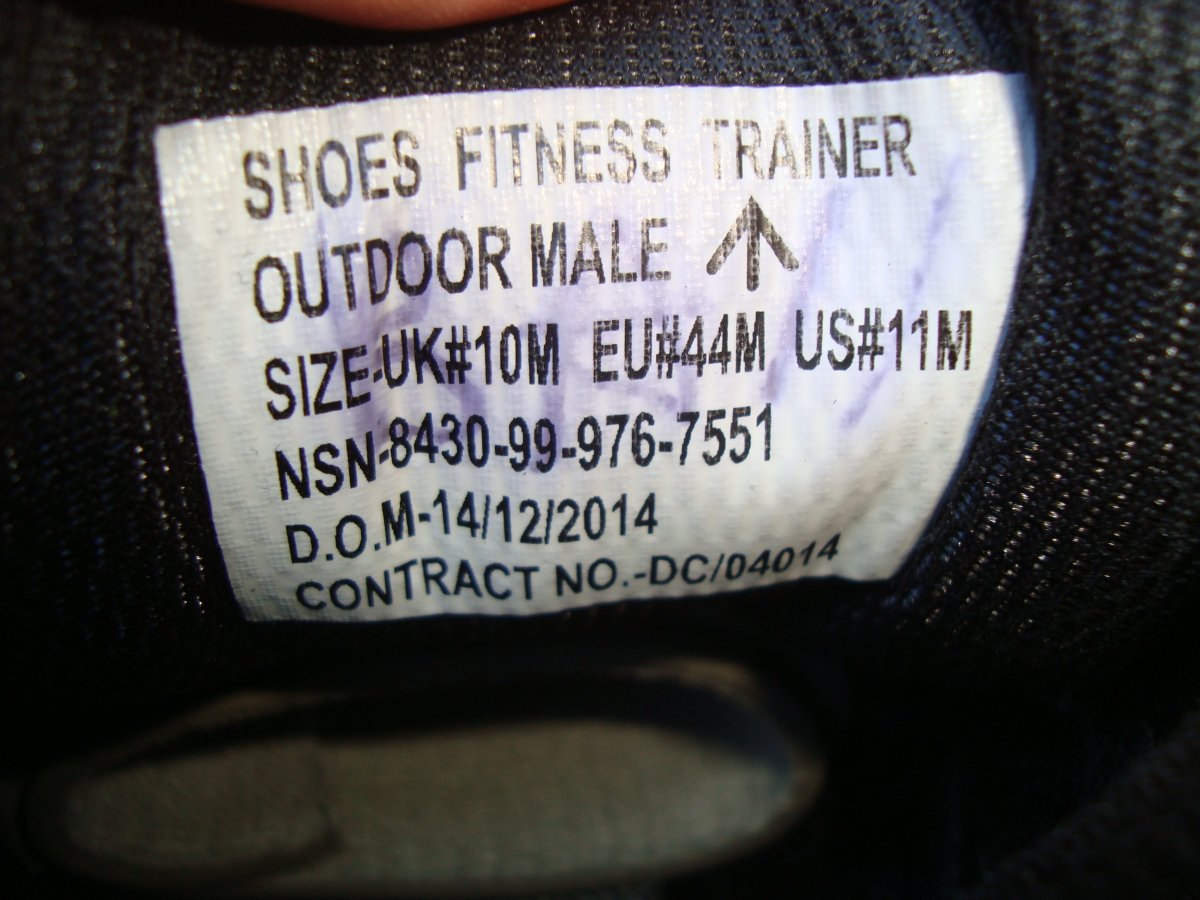 SHOES FITNESS TRAINER
OUTDOOR MALE
SIZE-UK#10M EU#44M US#11M
NSN-8430-99-976-7551
D.O.M-14/12/2014
CONTRACT NO.-DC/04014